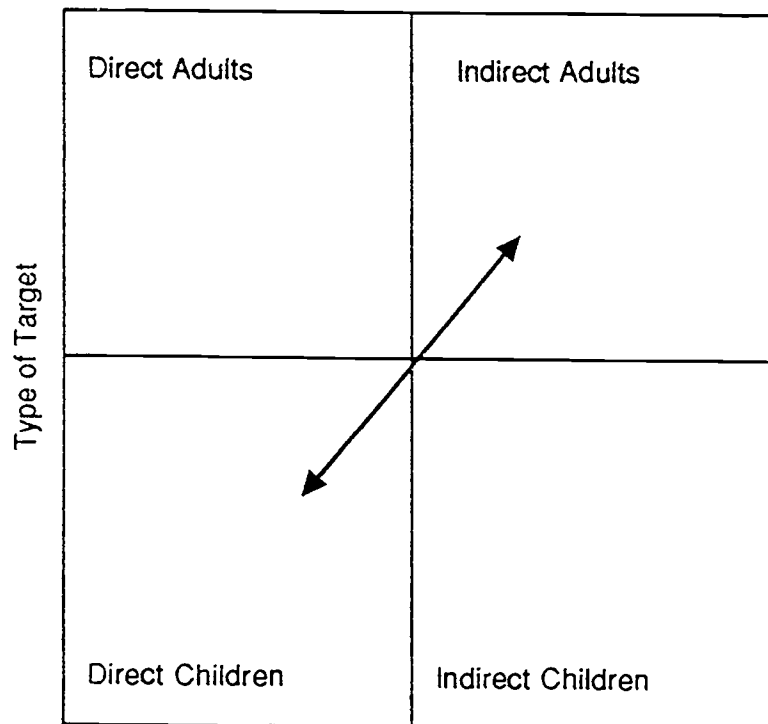 Direct Adults
Indirect Adults
Type of Target
Direct Children
Indirect Children